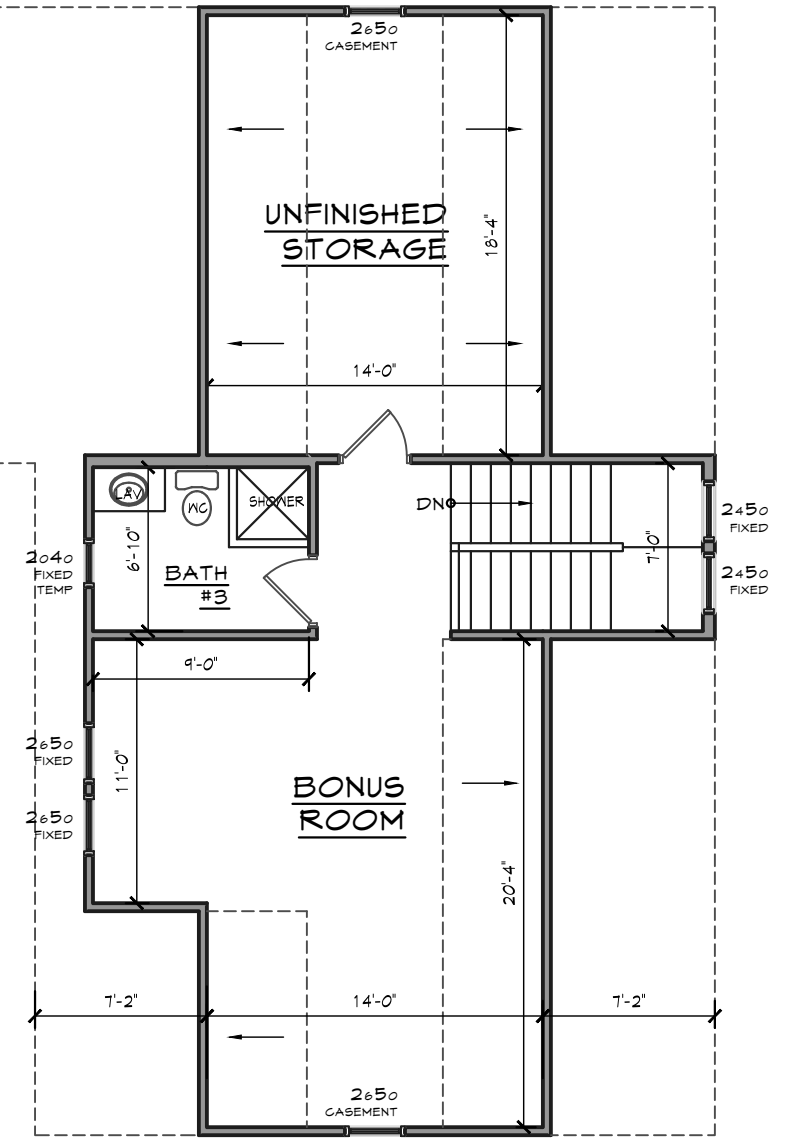 2650
CASEMENT
UNFINISHED
STORAGE
18'-4"
14'-0"
LAV
WC
SHOWER
DN
2450
FIXED
7'-0"
6'-10"
2040
FIXED
TEMP
BATH
#3
2450
FIXED
9'-0"
2650
FIXED
11'-0"
BONUS
ROOM
2650
FIXED
20'-4"
7'-2"
14'-0"
7'-2"
2650
CASEMENT